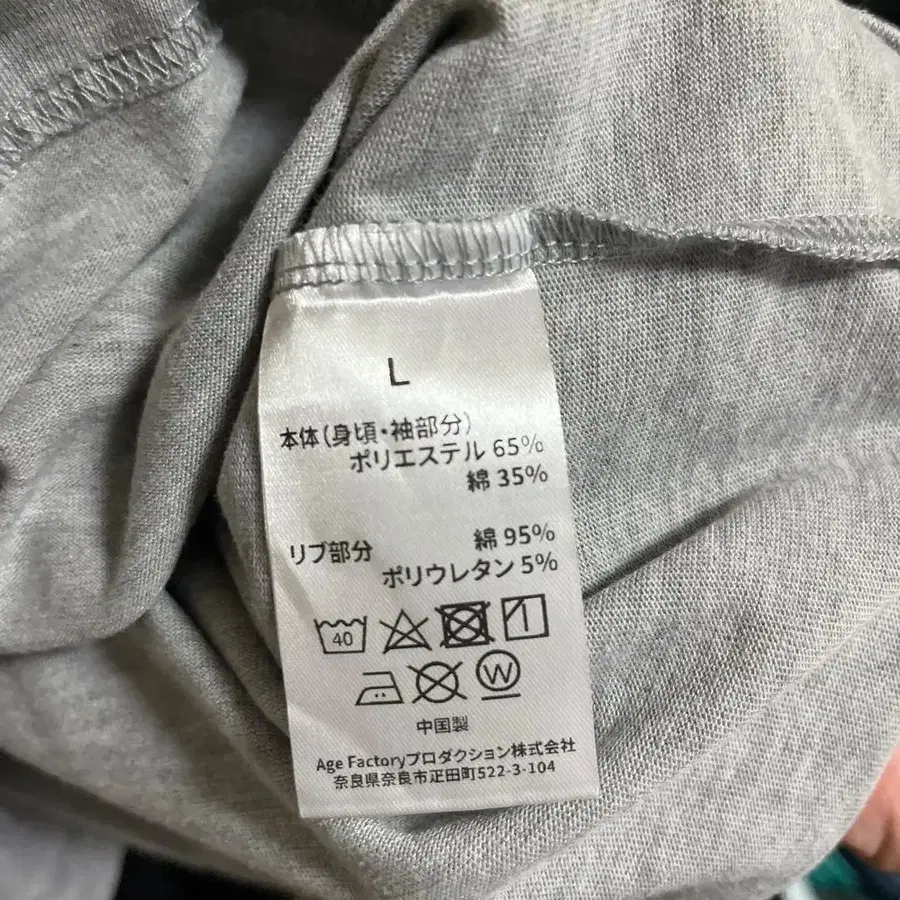 L
本体(身頃・袖部分)
ポリエステル 65%
綿 35%
リブ部分 綿 95%
ポリウレタン 5%
40
W
中国製
Age Factoryプロダクション株式会社
奈良県奈良市疋田町522-3-104